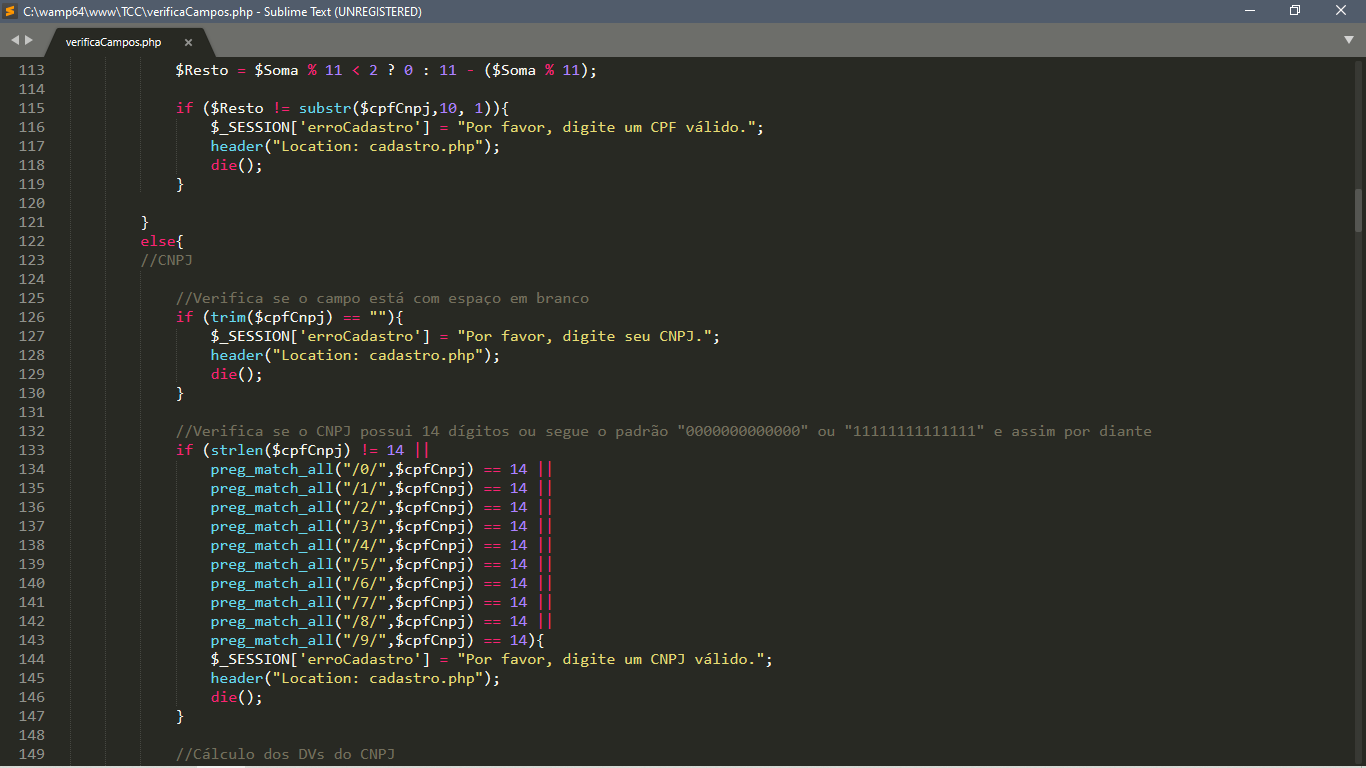 C:\wamp64\www\TCC\verificaCampos.php - Sublime Text (UNREGISTERED)
verificaCampos.php
113 $Resto = $Soma % 11 < 2 ? 0 : 11 - ($Soma % 11);
114
115 if ($Resto != substr($cpfCnpj,10, 1)){
116 $_SESSION['erroCadastro'] = "Por favor, digite um CPF válido.";
117 header("Location: cadastro.php");
118 die();
119 }
120
121 }
122 else{
123 //CNPJ
124
125 //Verifica se o campo está com espaço em branco
126 if (trim($cpfCnpj) == ""){
127 $_SESSION['erroCadastro'] = "Por favor, digite seu CNPJ.";
128 header("Location: cadastro.php");
129 die();
130 }
131
132 //Verifica se o CNPJ possui 14 dígitos ou segue o padrão "0000000000000" ou "11111111111111" e assim por diante
133 if (strlen($cpfCnpj) != 14 ||
134 preg_match_all("/0/",$cpfCnpj) == 14 ||
135 preg_match_all("/1/",$cpfCnpj) == 14 ||
136 preg_match_all("/2/",$cpfCnpj) == 14 ||
137 preg_match_all("/3/",$cpfCnpj) == 14 ||
138 preg_match_all("/4/",$cpfCnpj) == 14 ||
139 preg_match_all("/5/",$cpfCnpj) == 14 ||
140 preg_match_all("/6/",$cpfCnpj) == 14 ||
141 preg_match_all("/7/",$cpfCnpj) == 14 ||
142 preg_match_all("/8/",$cpfCnpj) == 14 ||
143 preg_match_all("/9/",$cpfCnpj) == 14){
144 $_SESSION['erroCadastro'] = "Por favor, digite um CNPJ válido.";
145 header("Location: cadastro.php");
146 die();
147 }
148
149 //Cálculo dos DVs do CNPJ